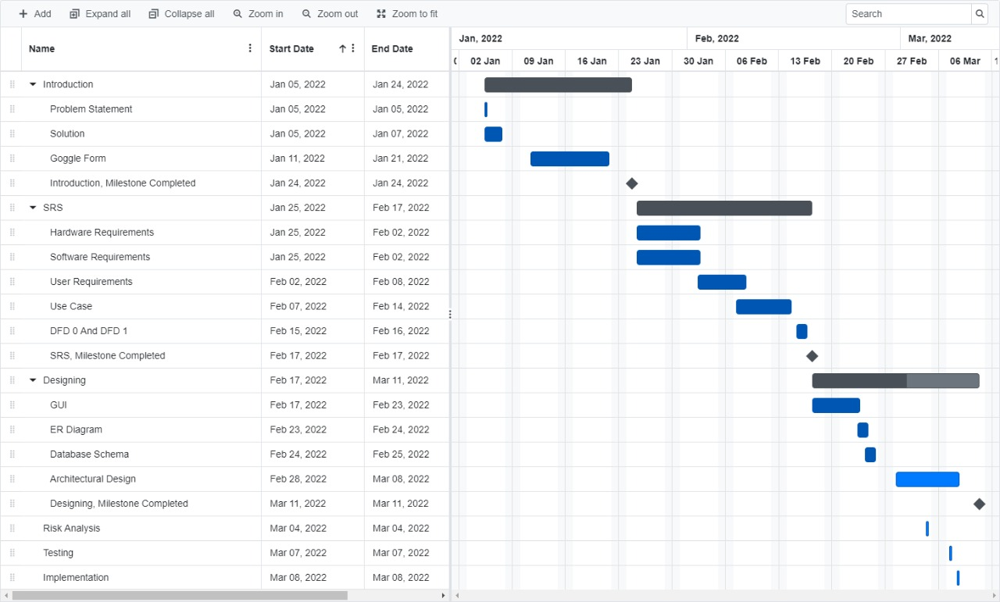 Add Expand all Collapse all Zoom in Zoom out Zoom to fit Search
Name Start Date End Date
Jan, 2022 Feb, 2022 Mar, 2022
02 Jan 09 Jan 16 Jan 23 Jan 30 Jan 06 Feb 13 Feb 20 Feb 27 Feb 06 Mar
Introduction Jan 05, 2022 Jan 24, 2022
Problem Statement Jan 05, 2022 Jan 05, 2022
Solution Jan 05, 2022 Jan 07, 2022
Goggle Form Jan 11, 2022 Jan 21, 2022
Introduction, Milestone Completed Jan 24, 2022 Jan 24, 2022
SRS Jan 25, 2022 Feb 17, 2022
Hardware Requirements Jan 25, 2022 Feb 02, 2022
Software Requirements Jan 25, 2022 Feb 02, 2022
User Requirements Feb 02, 2022 Feb 08, 2022
Use Case Feb 07, 2022 Feb 14, 2022
DFD 0 And DFD 1 Feb 15, 2022 Feb 16, 2022
SRS, Milestone Completed Feb 17, 2022 Feb 17, 2022
Designing Feb 17, 2022 Mar 11, 2022
GUI Feb 17, 2022 Feb 23, 2022
ER Diagram Feb 23, 2022 Feb 24, 2022
Database Schema Feb 24, 2022 Feb 25, 2022
Architectural Design Feb 28, 2022 Mar 08, 2022
Designing, Milestone Completed Mar 11, 2022 Mar 11, 2022
Risk Analysis Mar 04, 2022 Mar 04, 2022
Testing Mar 07, 2022 Mar 07, 2022
Implementation Mar 08, 2022 Mar 08, 2022